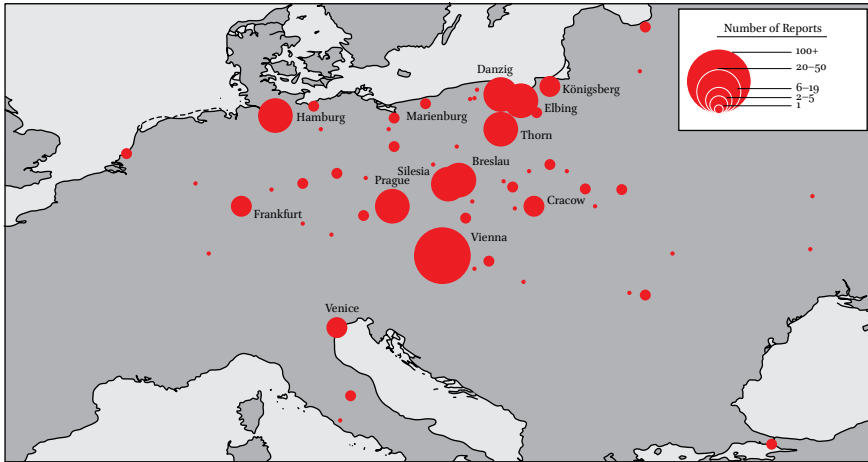 Number of Reports
100+
20–50
6–19
2–5
1
Danzig
Königsberg
Elbing
Hamburg
Marienburg
Thorn
Breslau
Silesia
Prague
Cracow
Frankfurt
Vienna
Venice